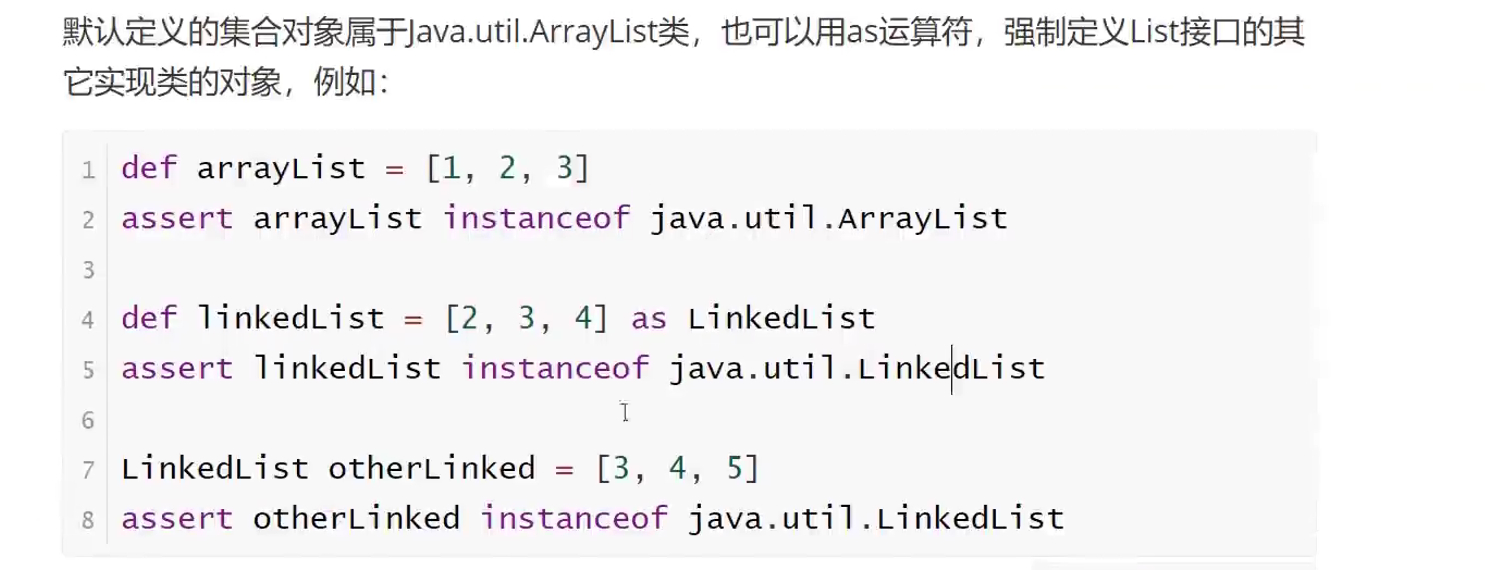 默认定义的集合对象属于Java.util.ArrayList类，也可以用as运算符，强制定义List接口的其
它实现类的对象，例如：
1 def arrayList = [1, 2, 3]
2 assert arrayList instanceof java.util.ArrayList
3
4 def linkedList = [2, 3, 4] as LinkedList
5 assert linkedList instanceof java.util.LinkedList
6
7 LinkedList otherLinked = [3, 4, 5]
8 assert otherLinked instanceof java.util.LinkedList